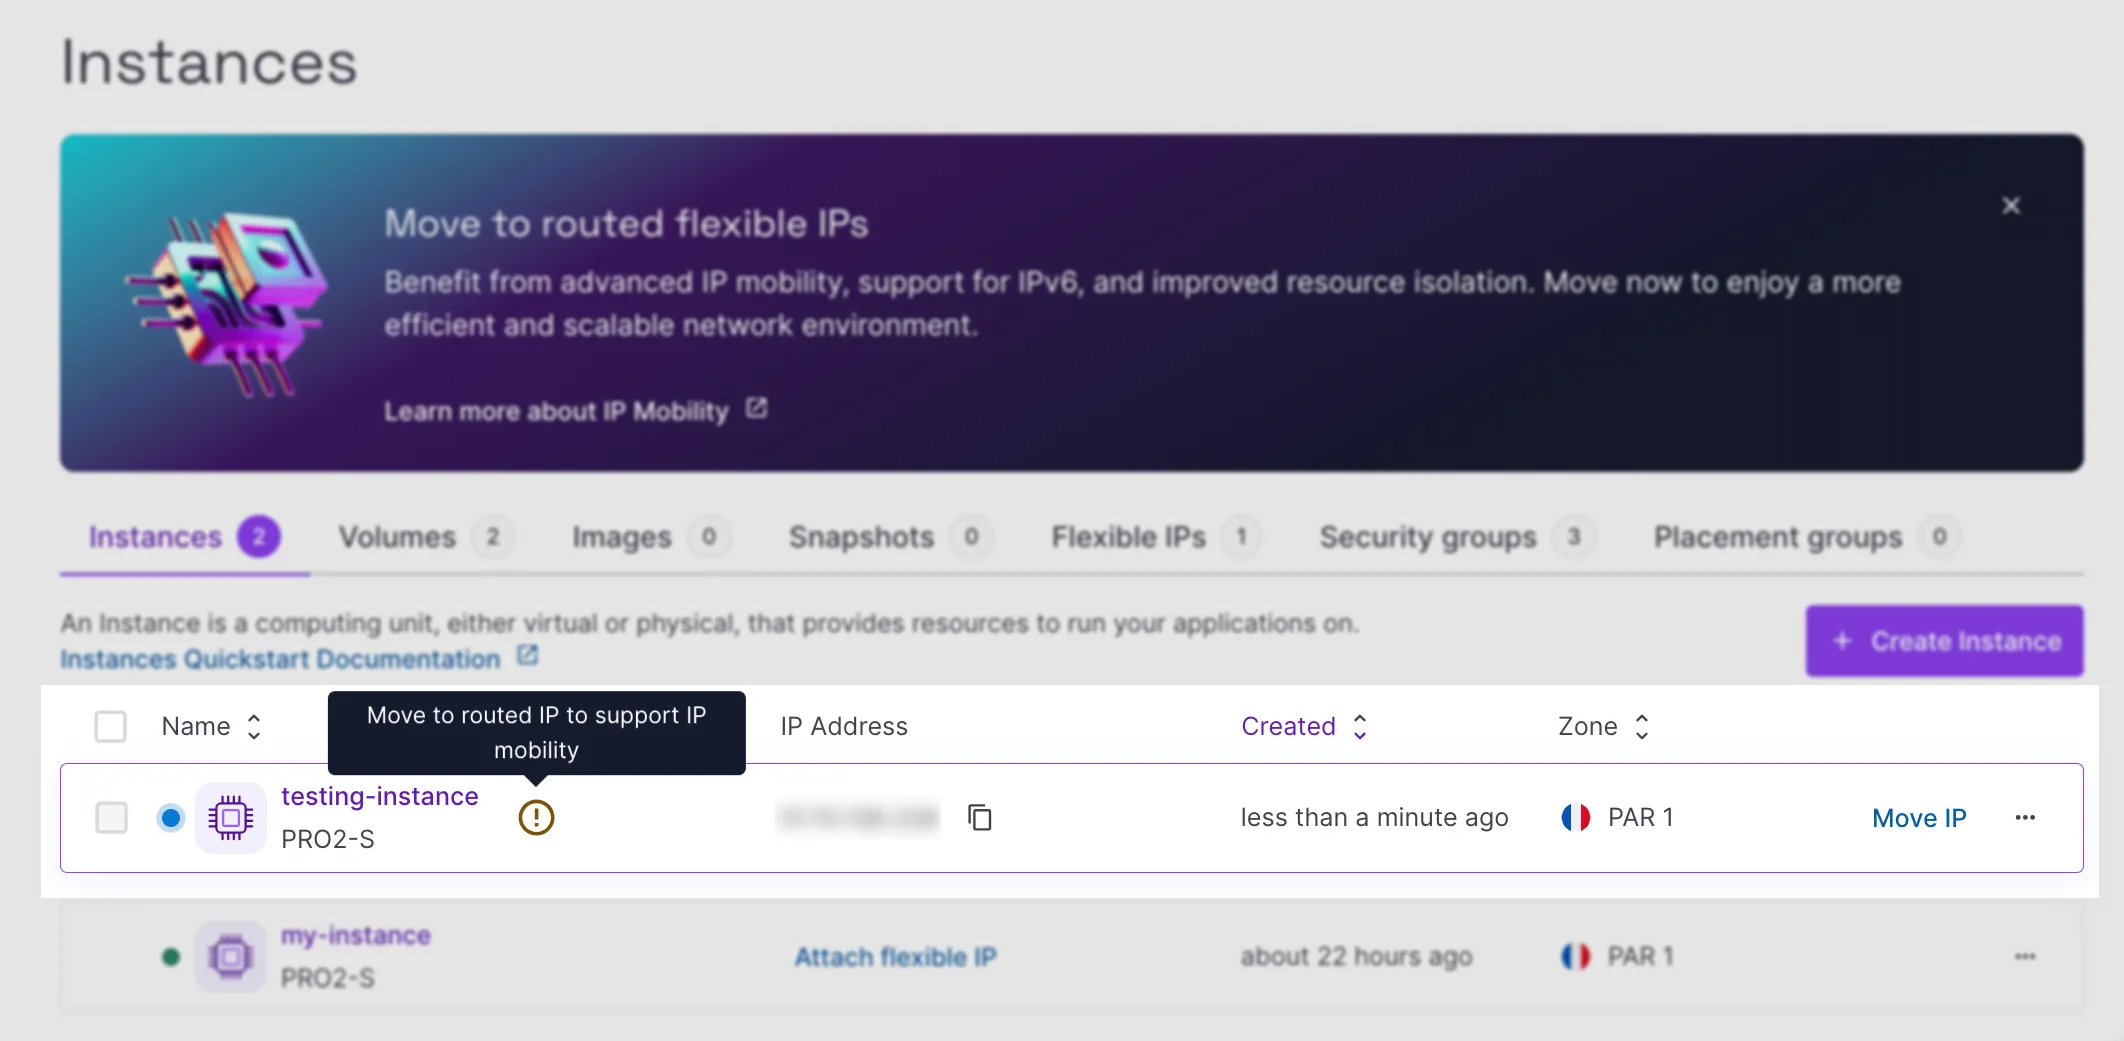 Instances
Move to routed flexible IPs
Benefit from advanced IP mobility, support for IPv6, and improved resource isolation. Move now to enjoy a more
efficient and scalable network environment.
Learn more about IP Mobility
Instances 2 Volumes 2 Images 0 Snapshots 0 Flexible IPs 1 Security groups 3 Placement groups 0
An Instance is a computing unit, either virtual or physical, that provides resources to run your applications on.
Instances Quickstart Documentation
+ Create Instance
Move to routed IP to support IP
mobility
Name IP Address Created Zone
testing-instance
PRO2-S
less than a minute ago PAR 1 Move IP
my-instance
PRO2-S
Attach flexible IP about 22 hours ago PAR 1